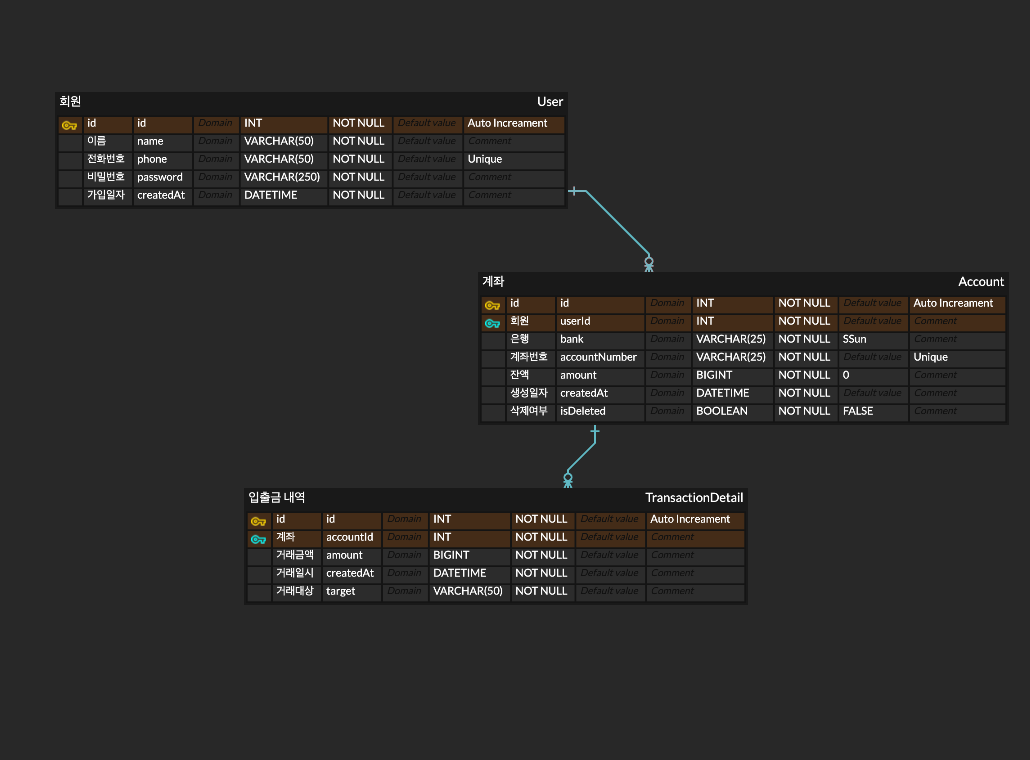 회원 User
id id Domain INT NOT NULL Default value Auto Increament
이름 name Domain VARCHAR(50) NOT NULL Default value Comment
전화번호 phone Domain VARCHAR(50) NOT NULL Default value Unique
비밀번호 password Domain VARCHAR(250) NOT NULL Default value Comment
가입일자 createdAt Domain DATETIME NOT NULL Default value Comment
계좌 Account
id id Domain INT NOT NULL Default value Auto Increament
회원 userId Domain INT NOT NULL Default value Comment
은행 bank Domain VARCHAR(25) NOT NULL SSun Comment
계좌번호 accountNumber Domain VARCHAR(25) NOT NULL Default value Unique
잔액 amount Domain BIGINT NOT NULL 0 Comment
생성일자 createdAt Domain DATETIME NOT NULL Default value Comment
삭제여부 isDeleted Domain BOOLEAN NOT NULL FALSE Comment
입출금 내역 TransactionDetail
id id Domain INT NOT NULL Default value Auto Increament
계좌 accountId Domain INT NOT NULL Default value Comment
거래금액 amount Domain BIGINT NOT NULL Default value Comment
거래일시 createdAt Domain DATETIME NOT NULL Default value Comment
거래대상 target Domain VARCHAR(50) NOT NULL Default value Comment